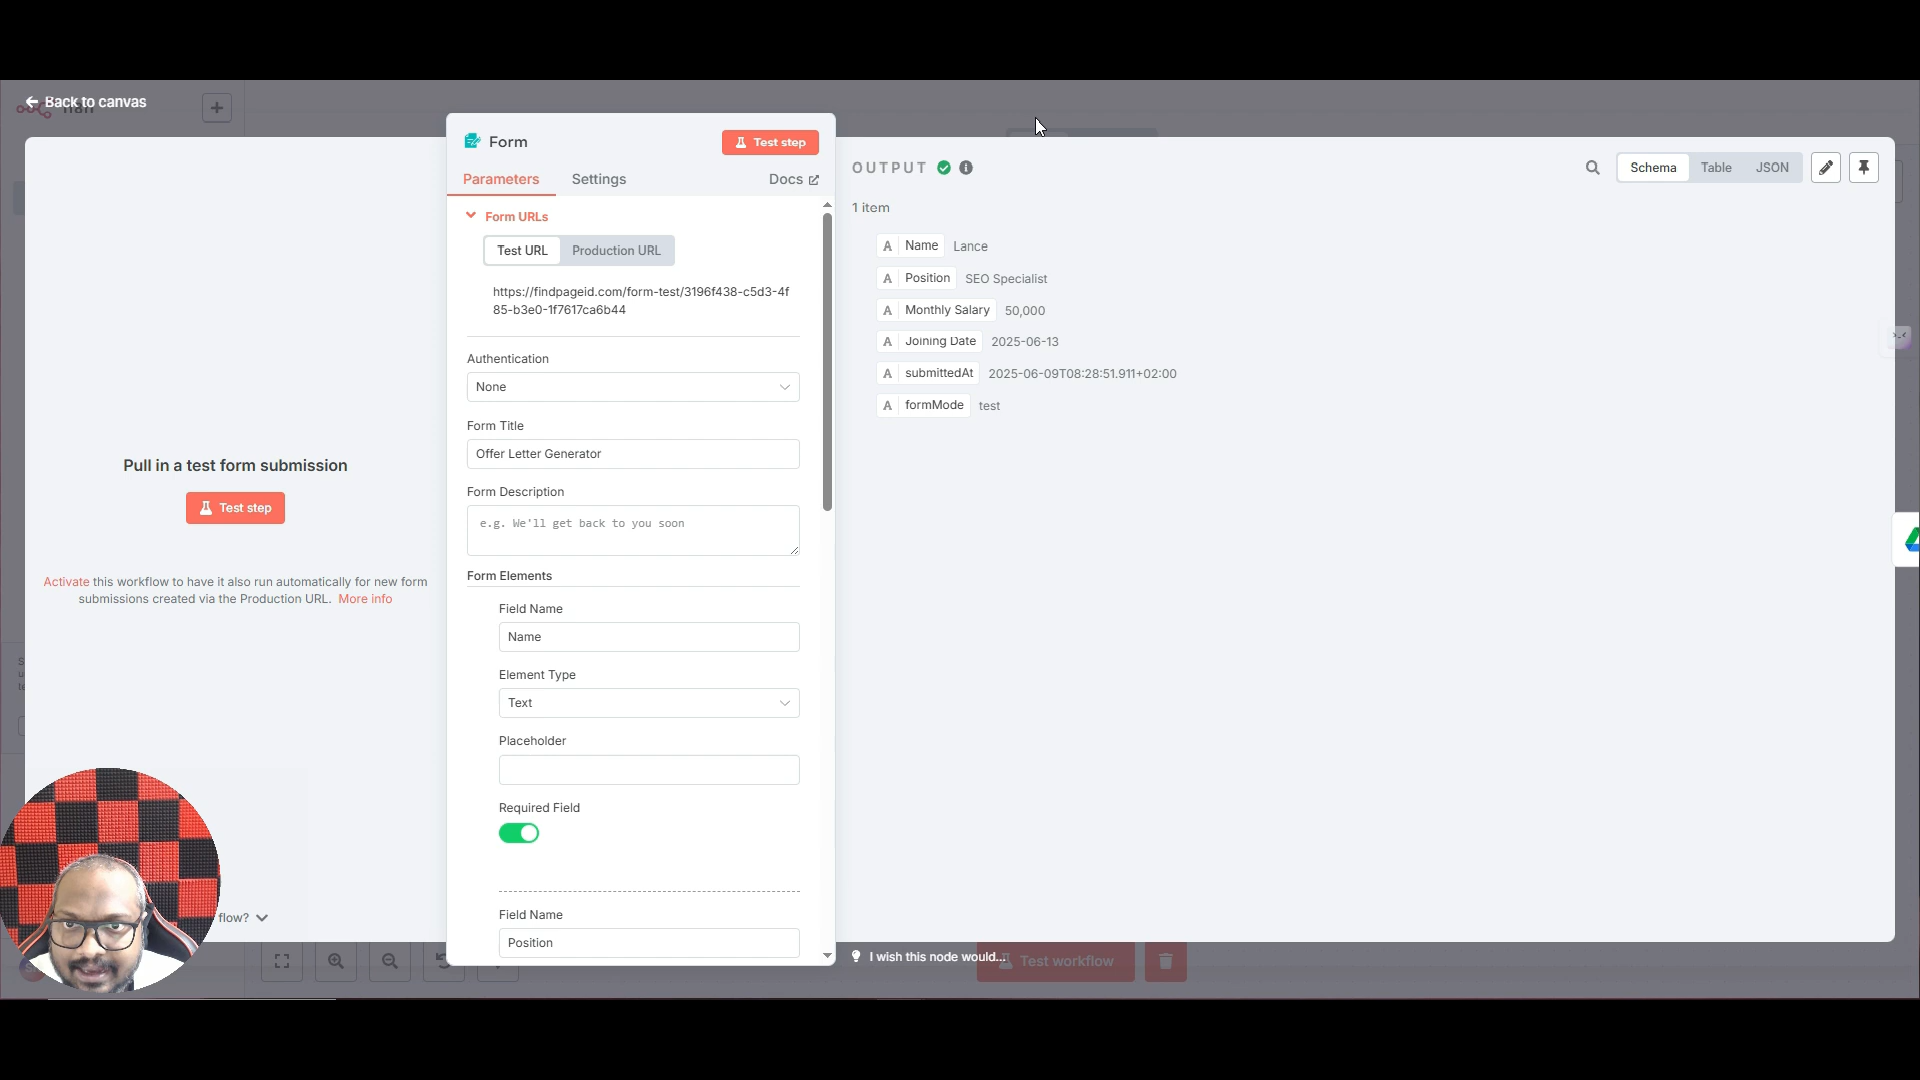 Back to canvas
Form
Test step
Parameters
Settings
Docs
Form URLs
Test URL
Production URL
https://findpageid.com/form-test/3196f438-c5d3-4f
85-b3e0-1f7617ca6b44
Authentication
None
Form Title
Offer Letter Generator
Form Description
e.g. We'll get back to you soon
Form Elements
Field Name
Name
Element Type
Text
Placeholder
Required Field
Field Name
Position
Pull in a test form submission
Test step
Activate this workflow to have it also run automatically for new form
submissions created via the Production URL. More info
flow?
OUTPUT
Schema
Table
JSON
1 item
A Name Lance
A Position SEO Specialist
A Monthly Salary 50,000
A Joining Date 2025-06-13
A submittedAt 2025-06-09T08:28:51.911+02:00
A formMode test
I wish this node would...
Test workflow